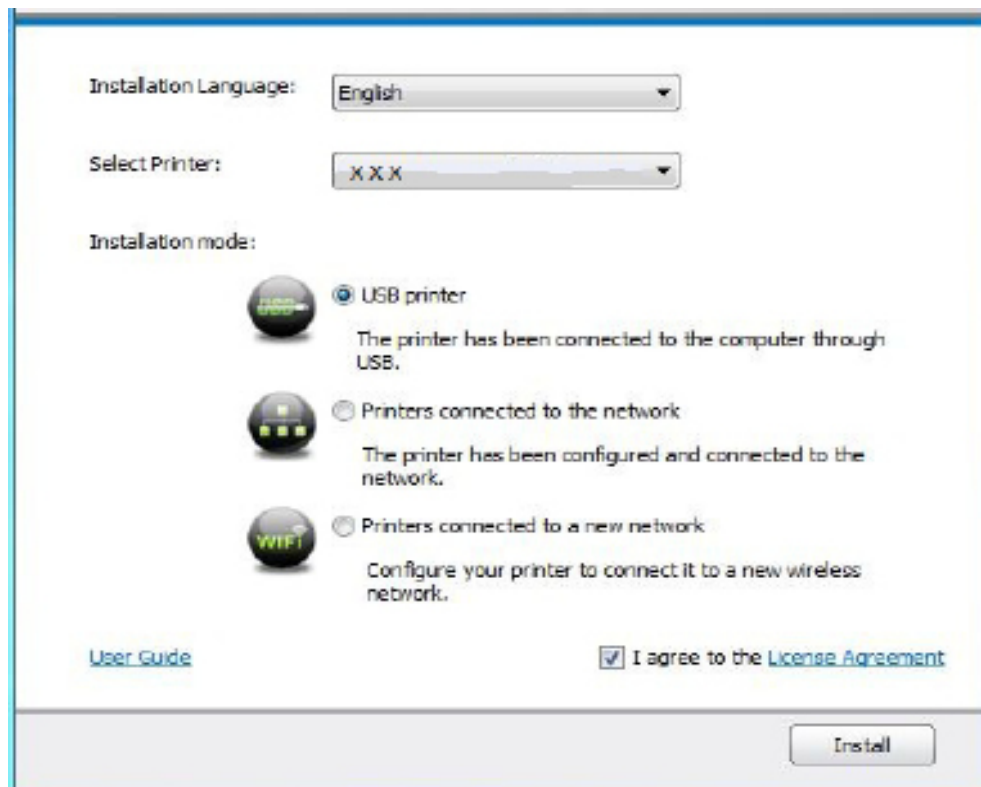 Installation Language:
English
Select Printer:
X X X
Installation mode:
USB printer
The printer has been connected to the computer through
USB.
Printers connected to the network
The printer has been configured and connected to the
network.
WiFi
Printers connected to a new network
Configure your printer to connect it to a new wireless
network.
User Guide
I agree to the License Agreement
Install